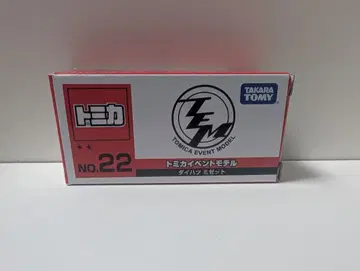 トミカ
NO.22
TEM
TOMICA EVENT MODEL
TAKARA TOMY
トミカイベントモデル
ダイハツ ミゼット